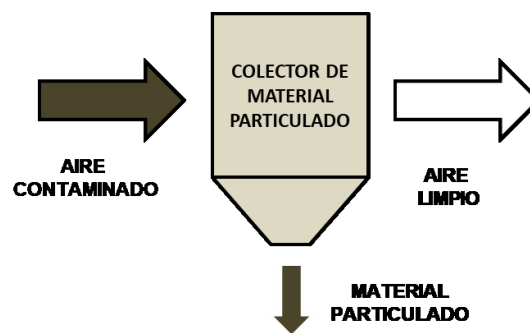 COLECTOR DE
MATERIAL
PARTICULADO
AIRE
CONTAMINADO
AIRE
LIMPIO
MATERIAL
PARTICULADO